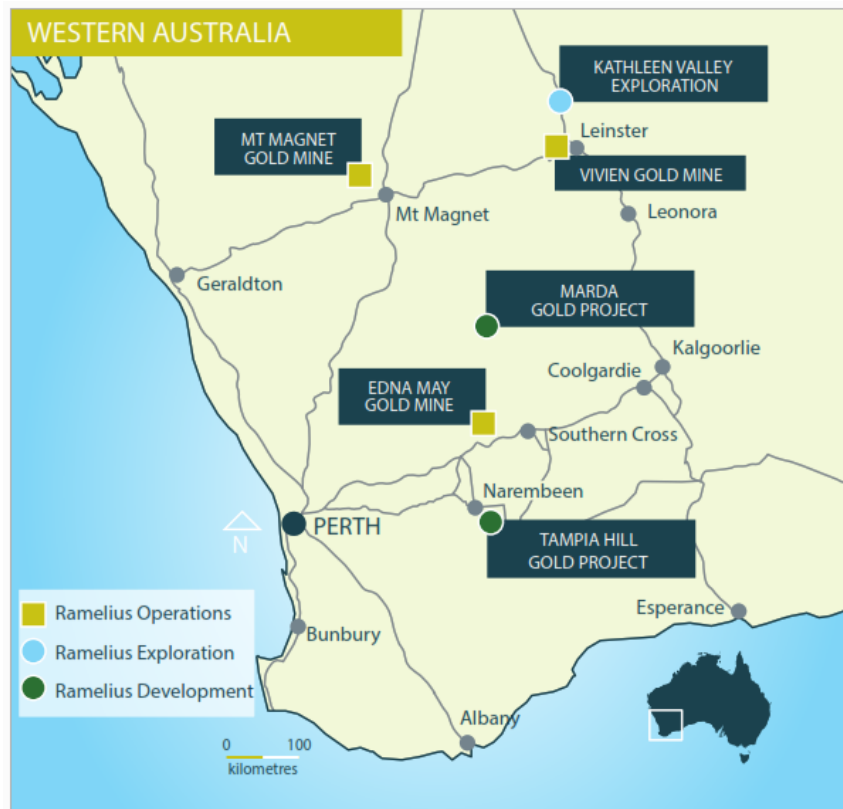 WESTERN AUSTRALIA
KATHLEEN VALLEY
EXPLORATION
MT MAGNET
GOLD MINE
Leinster
VIVIEN GOLD MINE
Mt Magnet
Leonora
Geraldton
MARDA
GOLD PROJECT
Kalgoorlie
Coolgardie
EDNA MAY
GOLD MINE
Southern Cross
Narembeen
PERTH
N
TAMPIA HILL
GOLD PROJECT
Esperance
Ramelius Operations
Bunbury
Ramelius Exploration
Ramelius Development
Albany
0 100
kilometres